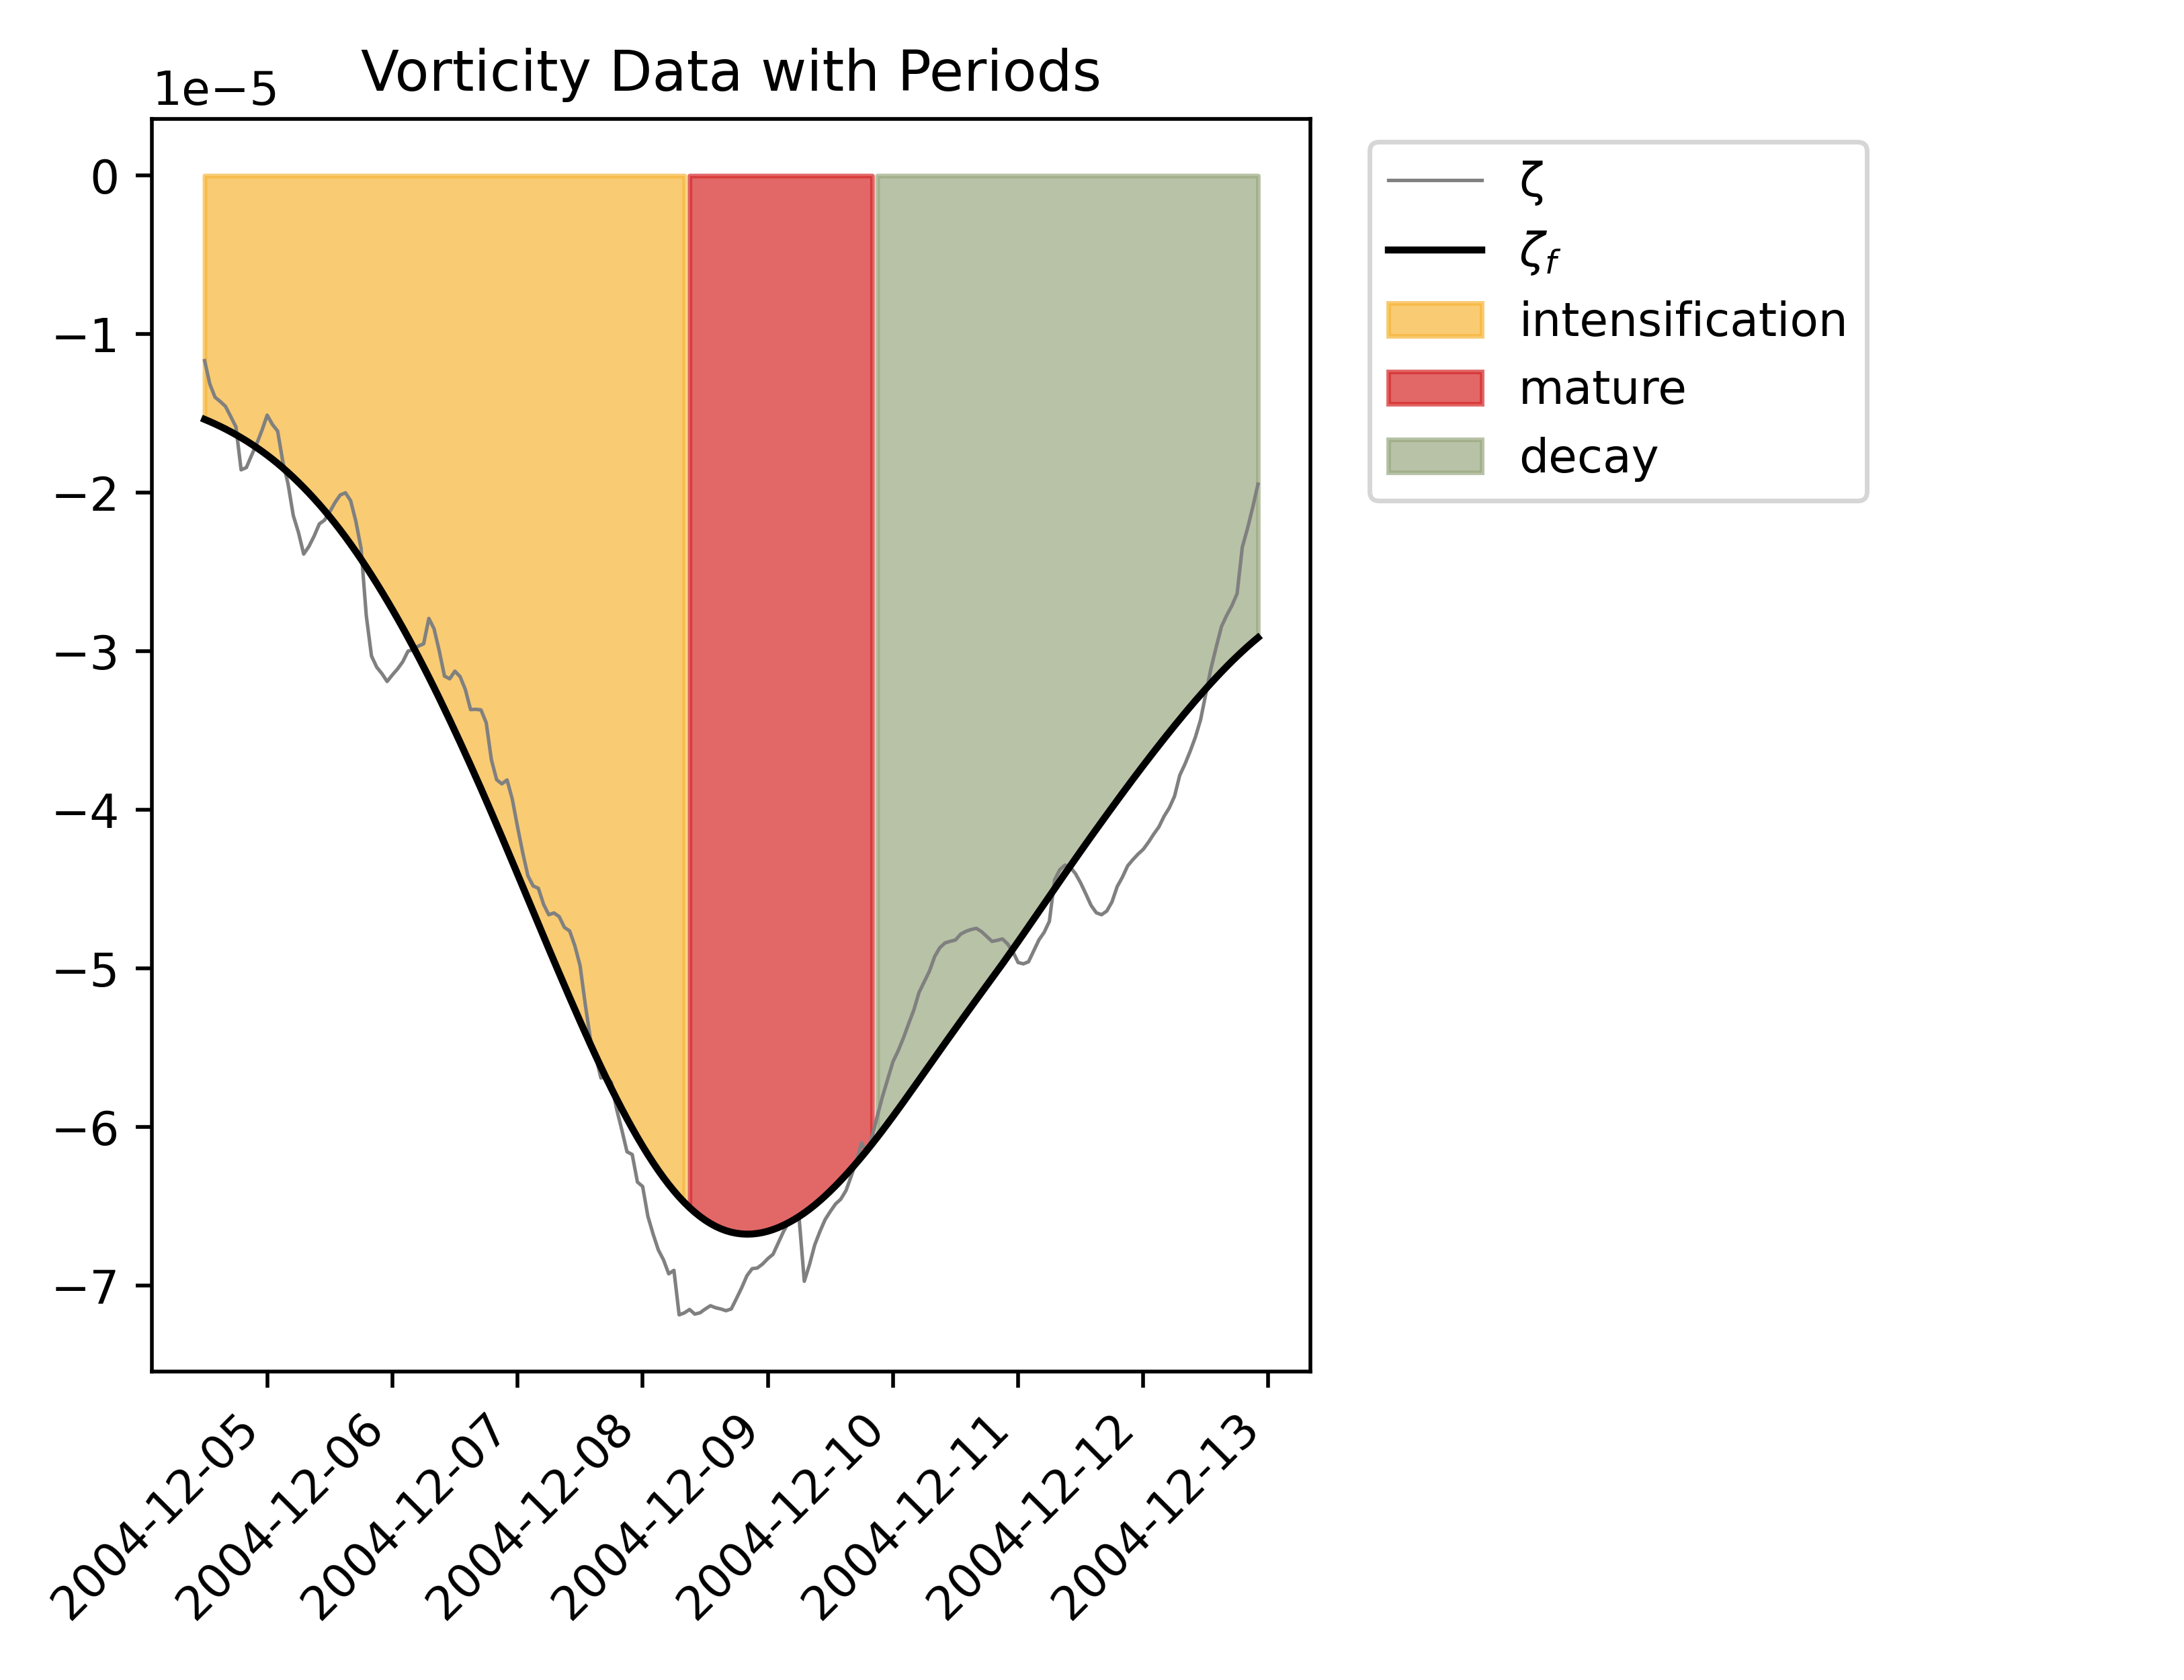 Vorticity Data with Periods
1e−5
0
−1
−2
−3
−4
−5
−6
−7
2004-12-05
2004-12-06
2004-12-07
2004-12-08
2004-12-09
2004-12-10
2004-12-11
2004-12-12
2004-12-13
ζ
ζf
intensification
mature
decay